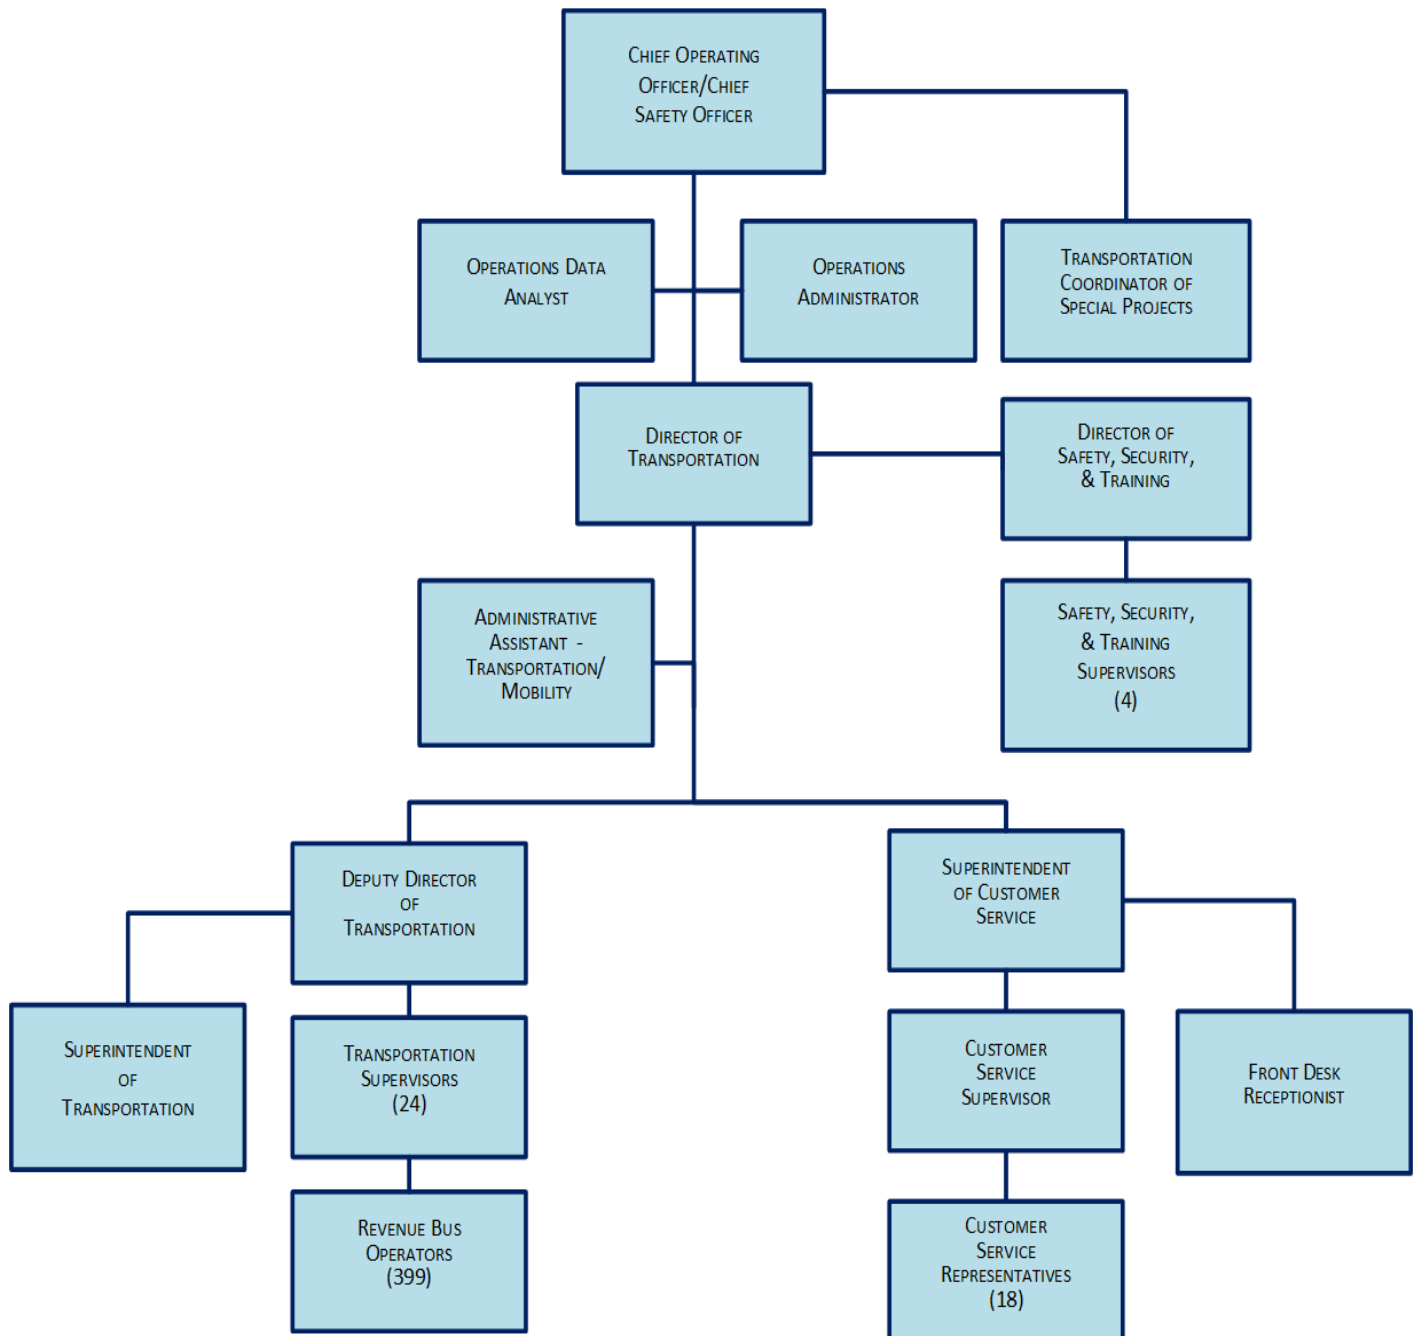 Chief Operating
Officer/Chief
Safety Officer
Operations Data
Analyst
Operations
Administrator
Transportation
Coordinator of
Special Projects
Director of
Transportation
Director of
Safety, Security,
& Training
Administrative
Assistant -
Transportation/
Mobility
Safety, Security,
& Training
Supervisors
(4)
Deputy Director
of
Transportation
Superintendent
of Customer
Service
Superintendent
of
Transportation
Transportation
Supervisors
(24)
Customer
Service
Supervisor
Front Desk
Receptionist
Revenue Bus
Operators
(399)
Customer
Service
Representatives
(18)